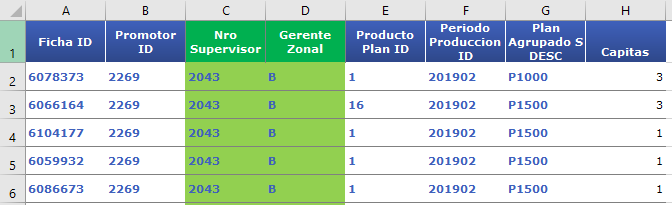 A B C D E F G H
1 Ficha ID Promotor ID Nro Supervisor Gerente Zonal Producto Plan ID Periodo Produccion ID Plan Agrupado S DESC Capitas
2 6078373 2269 2043 B 1 201902 P1000 3
3 6066164 2269 2043 B 16 201902 P1500 3
4 6104177 2269 2043 B 1 201902 P1500 1
5 6059932 2269 2043 B 1 201902 P1500 1
6 6086673 2269 2043 B 1 201902 P1500 1